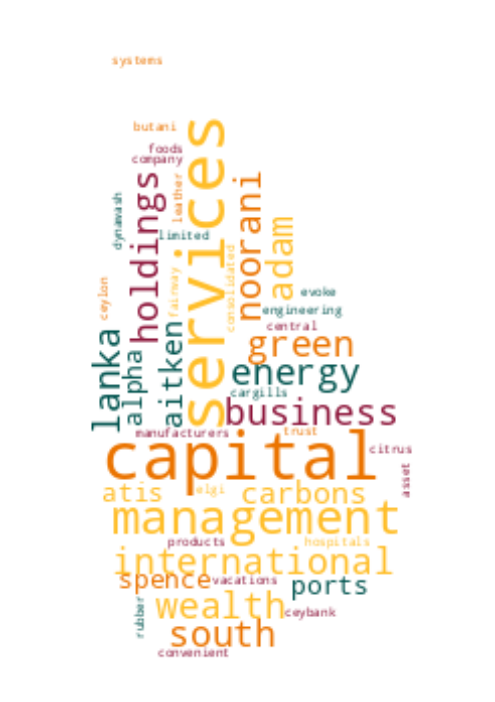 systems
butani
foods
company
services
leather
holdings
noorani
dynawash
adam
limited
consolidated
fairway
ceylon
evoke
engineering
aitken
central
lanka
green
alpha
energy
cargills
business
manufacturers
trust
capital
citrus
asset
atis
elgi
carbons
management
products
hospitals
international
spence
vacations
ports
rubber
wealth
ceybank
south
convenient